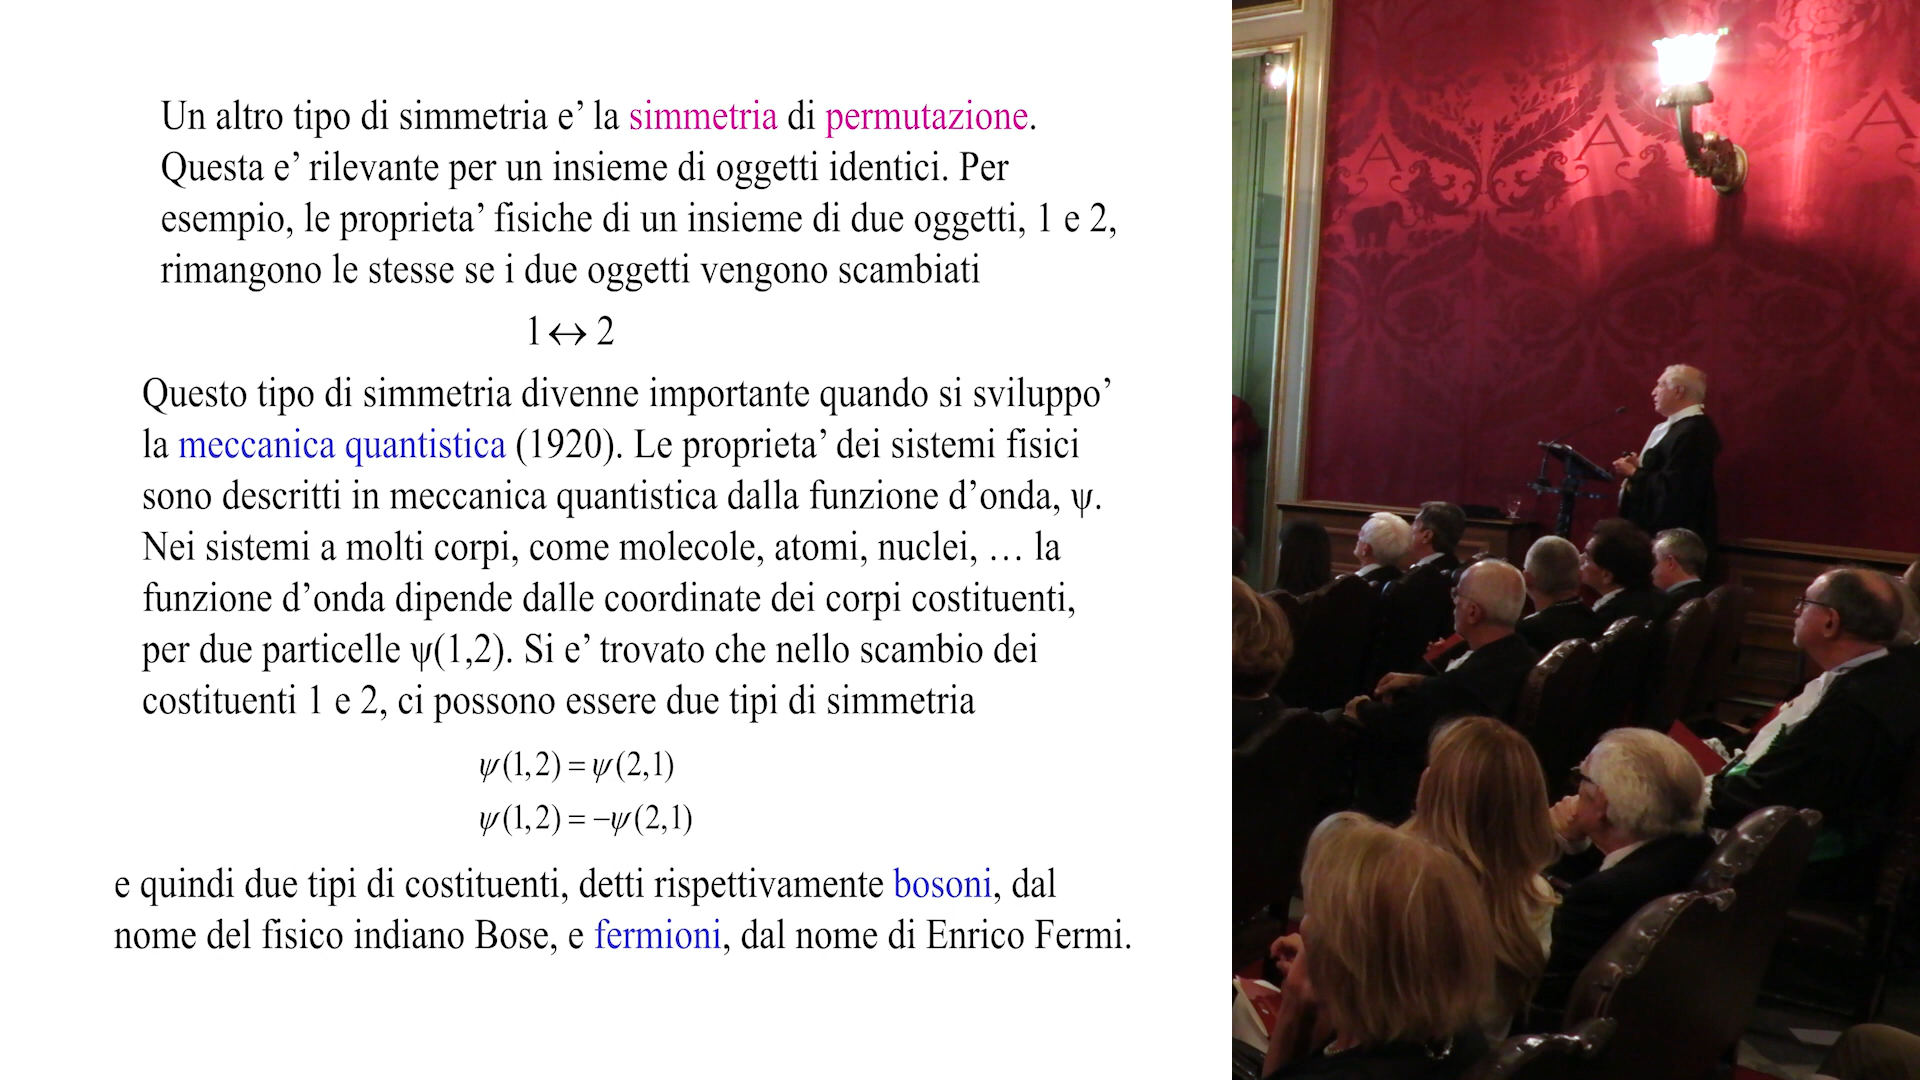 Un altro tipo di simmetria e’ la simmetria di permutazione.
Questa e’ rilevante per un insieme di oggetti identici. Per
esempio, le proprieta’ fisiche di un insieme di due oggetti, 1 e 2,
rimangono le stesse se i due oggetti vengono scambiati
1 ↔ 2
Questo tipo di simmetria divenne importante quando si sviluppo’
la meccanica quantistica (1920). Le proprieta’ dei sistemi fisici
sono descritti in meccanica quantistica dalla funzione d’onda, ψ.
Nei sistemi a molti corpi, come molecole, atomi, nuclei, … la
funzione d’onda dipende dalle coordinate dei corpi costituenti,
per due particelle ψ(1,2). Si e’ trovato che nello scambio dei
costituenti 1 e 2, ci possono essere due tipi di simmetria
ψ(1,2) = ψ(2,1)
ψ(1,2) = −ψ(2,1)
e quindi due tipi di costituenti, detti rispettivamente bosoni, dal
nome del fisico indiano Bose, e fermioni, dal nome di Enrico Fermi.
A A A